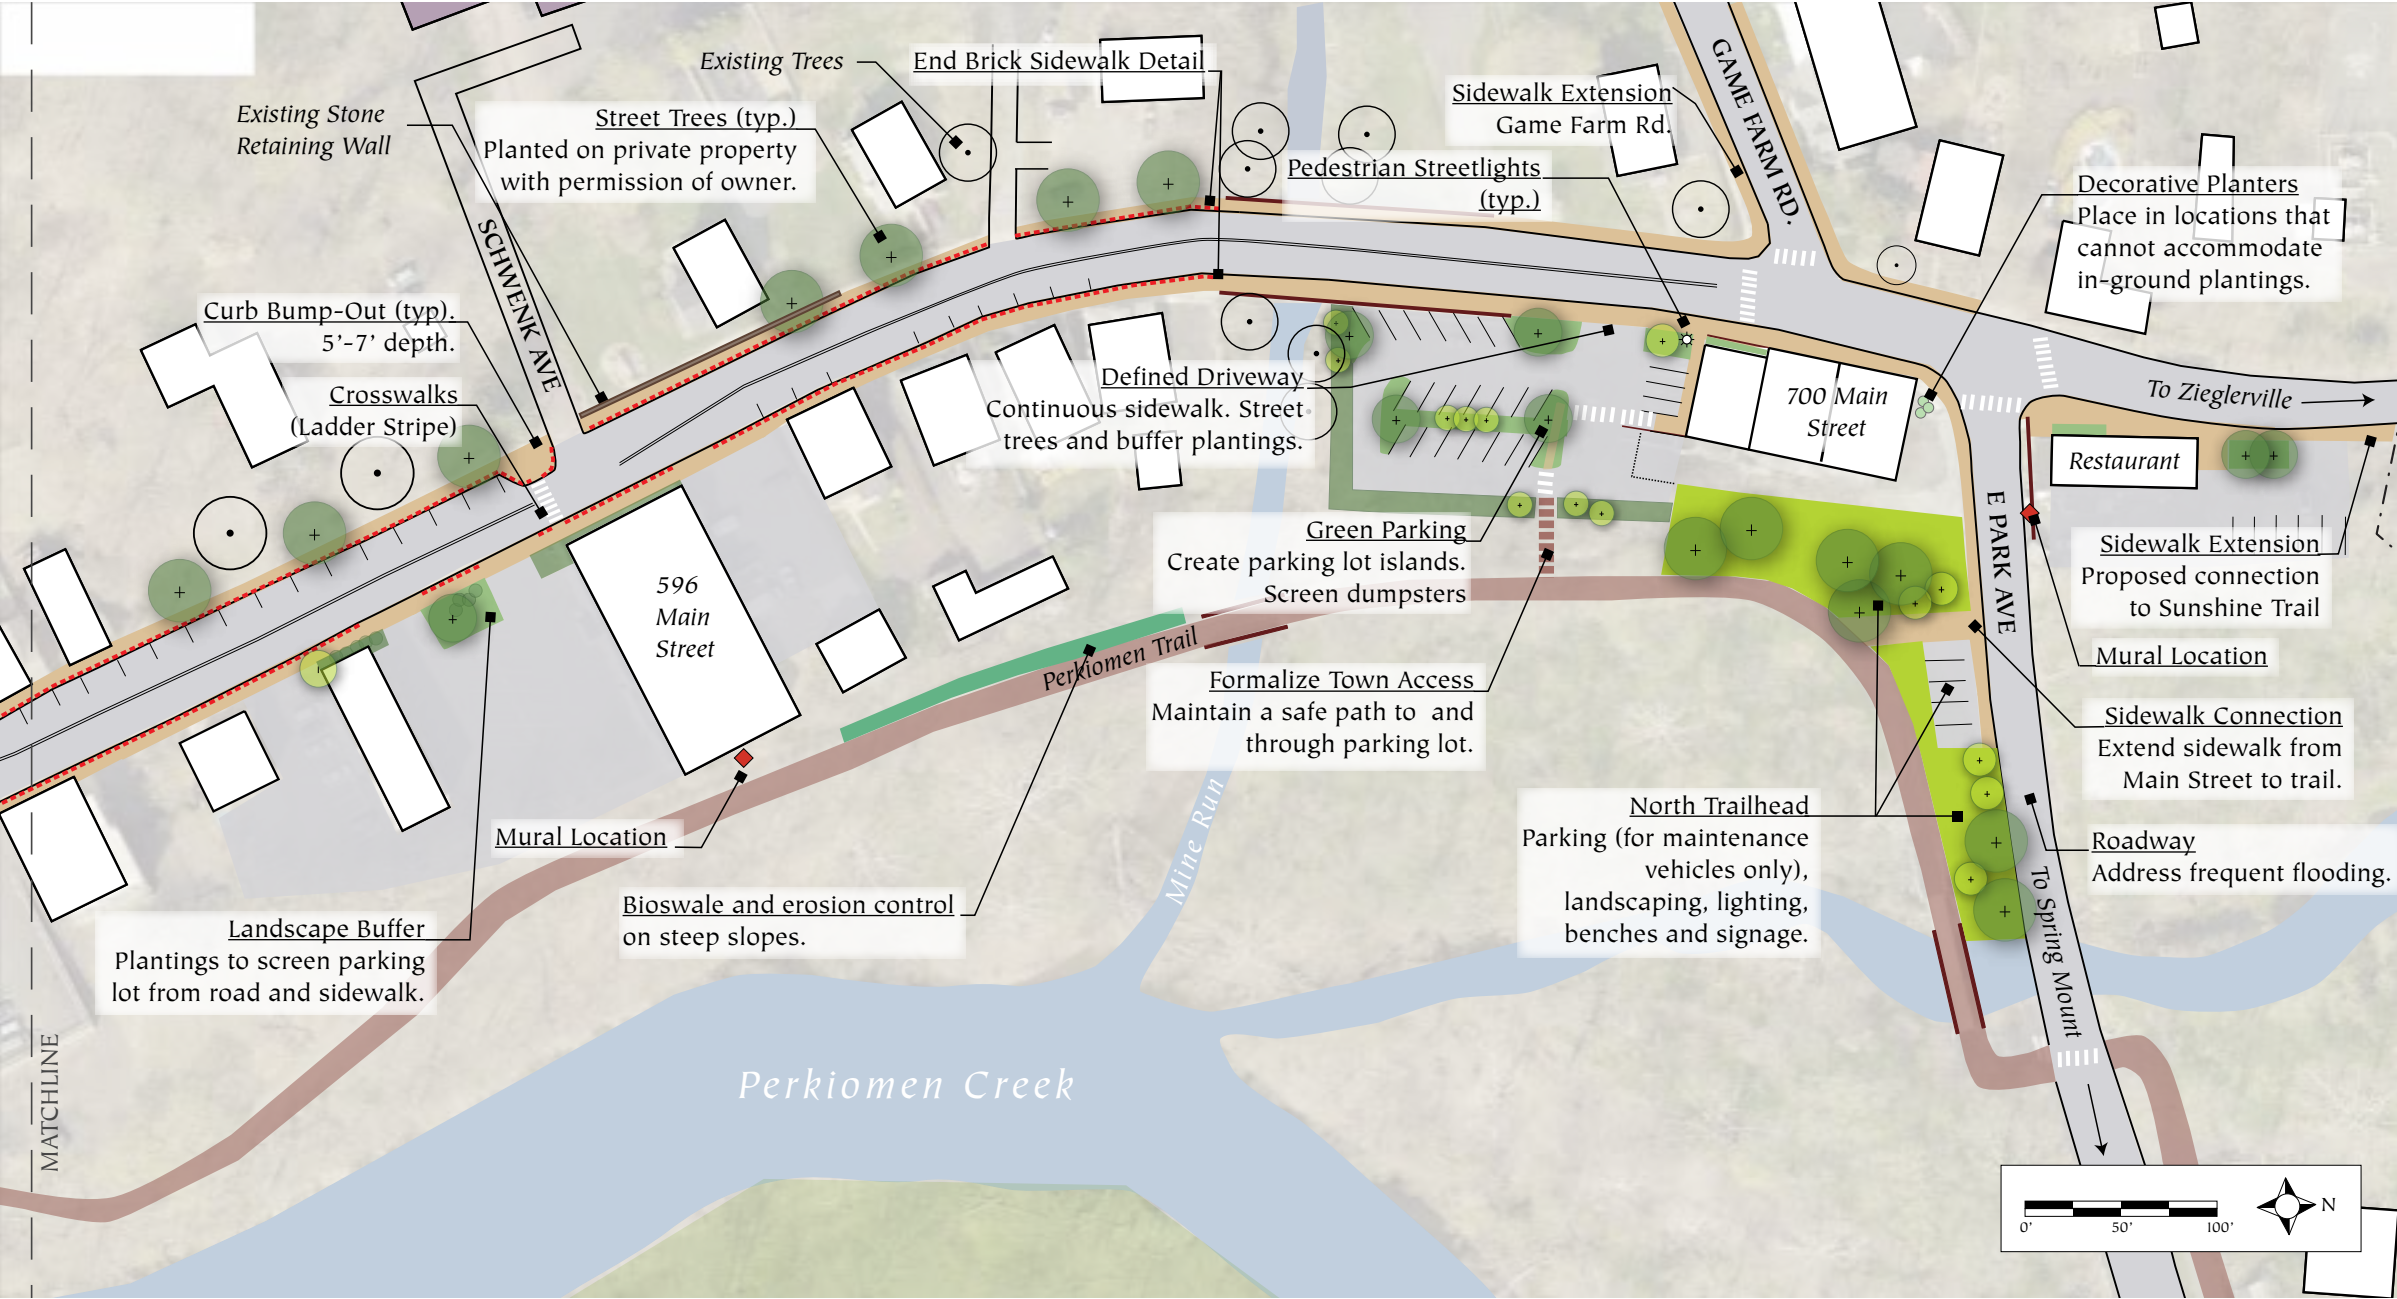 Existing Trees
End Brick Sidewalk Detail
Existing Stone
Retaining Wall
Street Trees (typ.)
Planted on private property
with permission of owner.
Sidewalk Extension
Game Farm Rd.
GAME FARM RD.
Pedestrian Streetlights
(typ.)
Decorative Planters
Place in locations that
cannot accommodate
in-ground plantings.
SCHWENK AVE
Curb Bump-Out (typ).
5'-7' depth.
Crosswalks
(Ladder Stripe)
Defined Driveway
Continuous sidewalk. Street
trees and buffer plantings.
700 Main
Street
To Zieglerville
Restaurant
Green Parking
Create parking lot islands.
Screen dumpsters
E PARK AVE
Sidewalk Extension
Proposed connection
to Sunshine Trail
596
Main
Street
Perkiomen Trail
Mural Location
Formalize Town Access
Maintain a safe path to and
through parking lot.
Sidewalk Connection
Extend sidewalk from
Main Street to trail.
Mine Run
North Trailhead
Parking (for maintenance
vehicles only),
landscaping, lighting,
benches and signage.
Mural Location
Roadway
Address frequent flooding.
Bioswale and erosion control
on steep slopes.
Landscape Buffer
Plantings to screen parking
lot from road and sidewalk.
To Spring Mount
MATCHLINE
Perkiomen Creek
0' 50' 100'
N